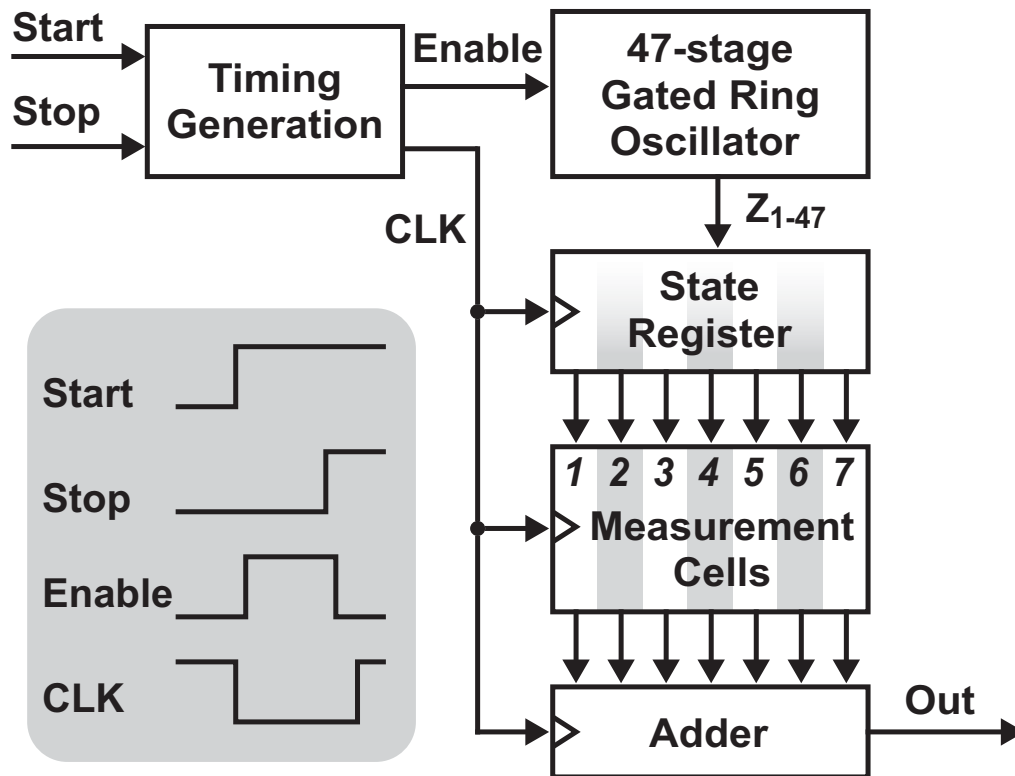 Start
Stop
Timing
Generation
Enable
47-stage
Gated Ring
Oscillator
CLK
Z1-47
State
Register
1 2 3 4 5 6 7
Measurement
Cells
Adder
Out
Start
Stop
Enable
CLK